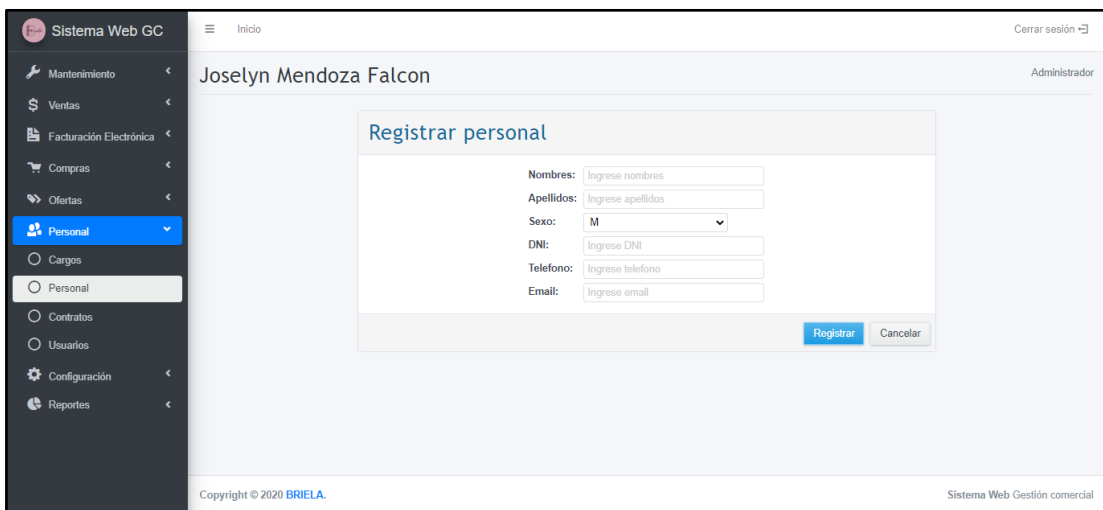 Sistema Web GC
Inicio
Cerrar sesión
Mantenimiento
Ventas
Facturación Electrónica
Compras
Ofertas
Personal
Cargos
Personal
Contratos
Usuarios
Configuración
Reportes
Joselyn Mendoza Falcon
Administrador
Registrar personal
Nombres: Ingrese nombres
Apellidos: Ingrese apellidos
Sexo: M
DNI: Ingrese DNI
Telefono: Ingrese telefono
Email: Ingrese email
Registrar Cancelar
Copyright © 2020 BRIELA.
Sistema Web Gestión comercial